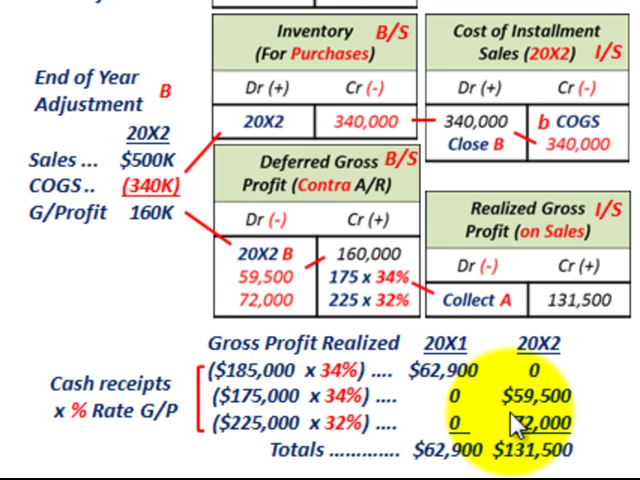 Inventory B/S
(For Purchases)
Dr (+) Cr (-)
20X2 340,000
Cost of Installment
Sales (20X2) I/S
Dr (+) Cr (-)
340,000 b COGS
Close B 340,000
End of Year
Adjustment B
20X2
Sales ... $500K
COGS .. (340K)
G/Profit 160K
Deferred Gross B/S
Profit (Contra A/R)
Dr (-) Cr (+)
20X2 B 160,000
59,500 175 x 34%
72,000 225 x 32%
Realized Gross I/S
Profit (on Sales)
Dr (-) Cr (+)
Collect A 131,500
Gross Profit Realized 20X1 20X2
Cash receipts
x % Rate G/P
($185,000 x 34%) .... $62,900 0
($175,000 x 34%) .... 0 $59,500
($225,000 x 32%) .... 0 72,000
Totals ............. $62,900 $131,500